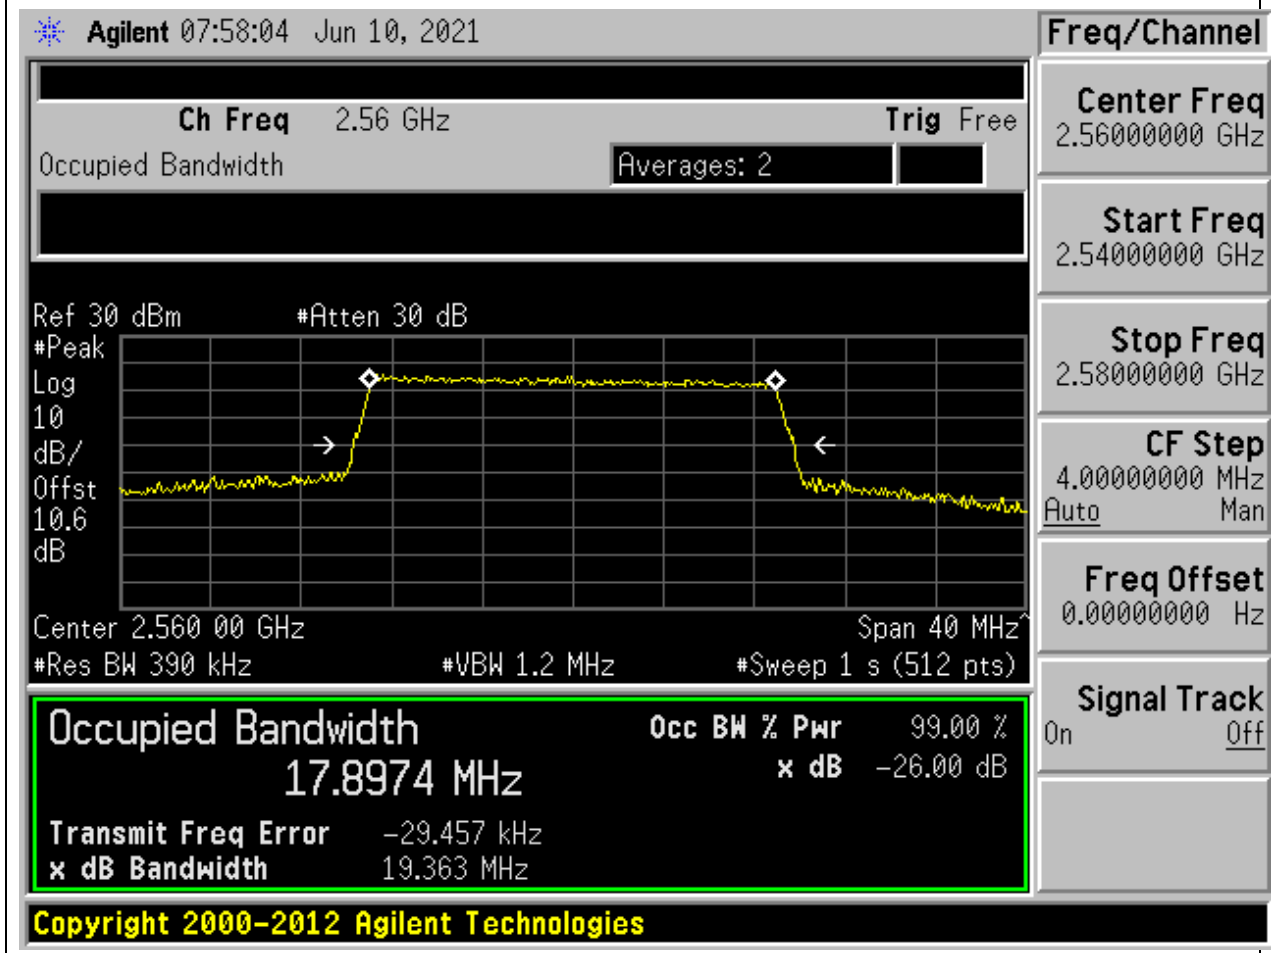 Agilent 07:58:04 Jun 10, 2021
Freq/Channel
Ch Freq 2.56 GHz Trig Free
Occupied Bandwidth Averages: 2
Ref 30 dBm #Atten 30 dB
#Peak
Log
10
dB/
Offst
10.6
dB
Center 2.560 00 GHz Span 40 MHz^
#Res BW 390 kHz #VBW 1.2 MHz #Sweep 1 s (512 pts)
Occupied Bandwidth Occ BW % Pwr 99.00 %
17.8974 MHz x dB -26.00 dB
Transmit Freq Error -29.457 kHz
x dB Bandwidth 19.363 MHz
Center Freq
2.56000000 GHz
Start Freq
2.54000000 GHz
Stop Freq
2.58000000 GHz
CF Step
4.00000000 MHz
Auto Man
Freq Offset
0.00000000 Hz
Signal Track
On Off
Copyright 2000-2012 Agilent Technologies